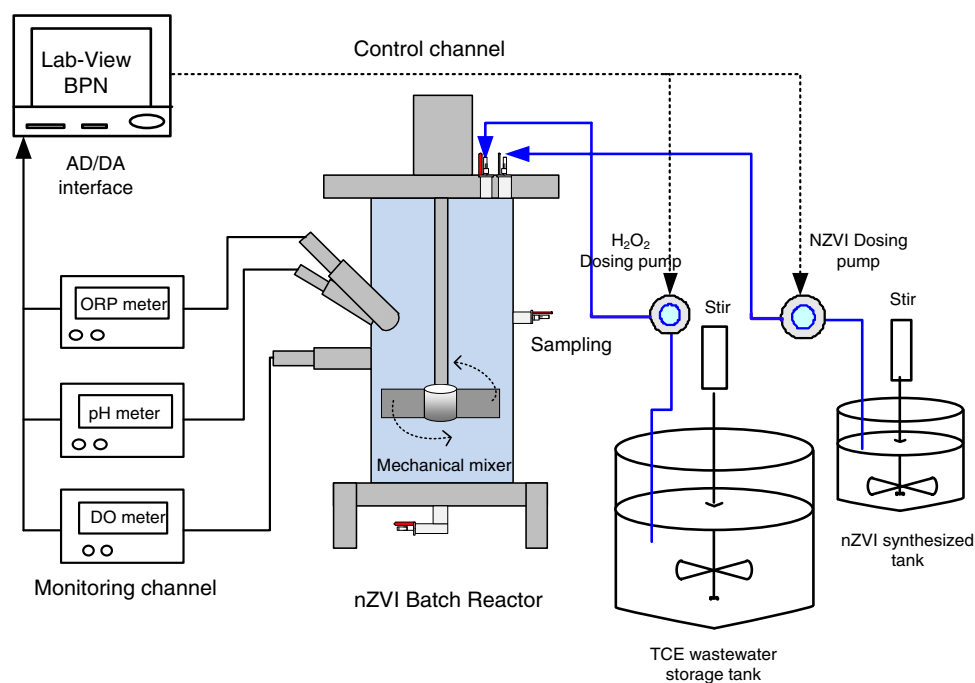 Lab-View
BPN
Control channel
AD/DA
interface
H₂O₂
Dosing pump
NZVI Dosing
pump
ORP meter
Stir
Stir
Sampling
pH meter
Mechanical mixer
DO meter
nZVI synthesized
tank
Monitoring channel
nZVI Batch Reactor
TCE wastewater
storage tank